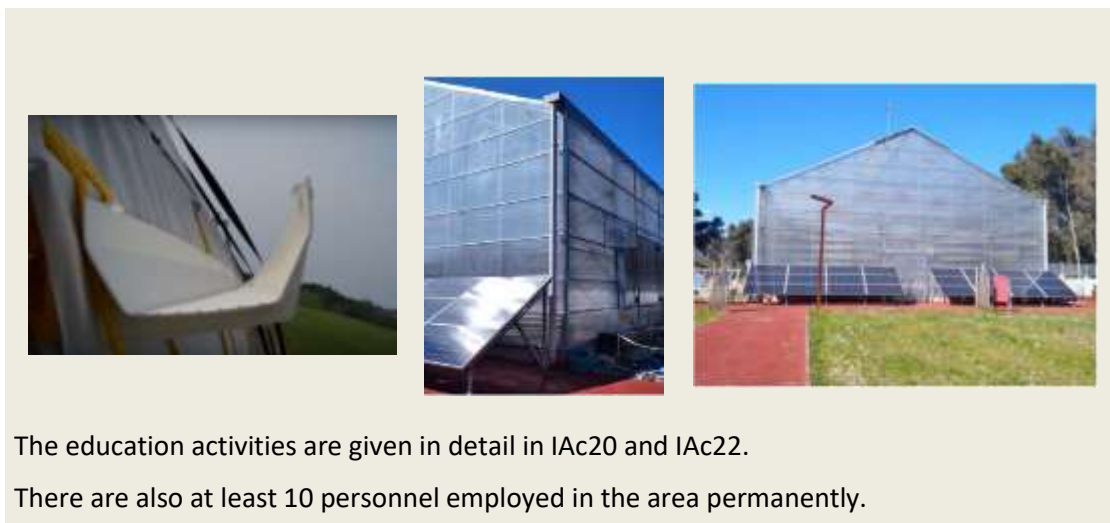 The education activities are given in detail in IAc20 and IAc22.
There are also at least 10 personnel employed in the area permanently.